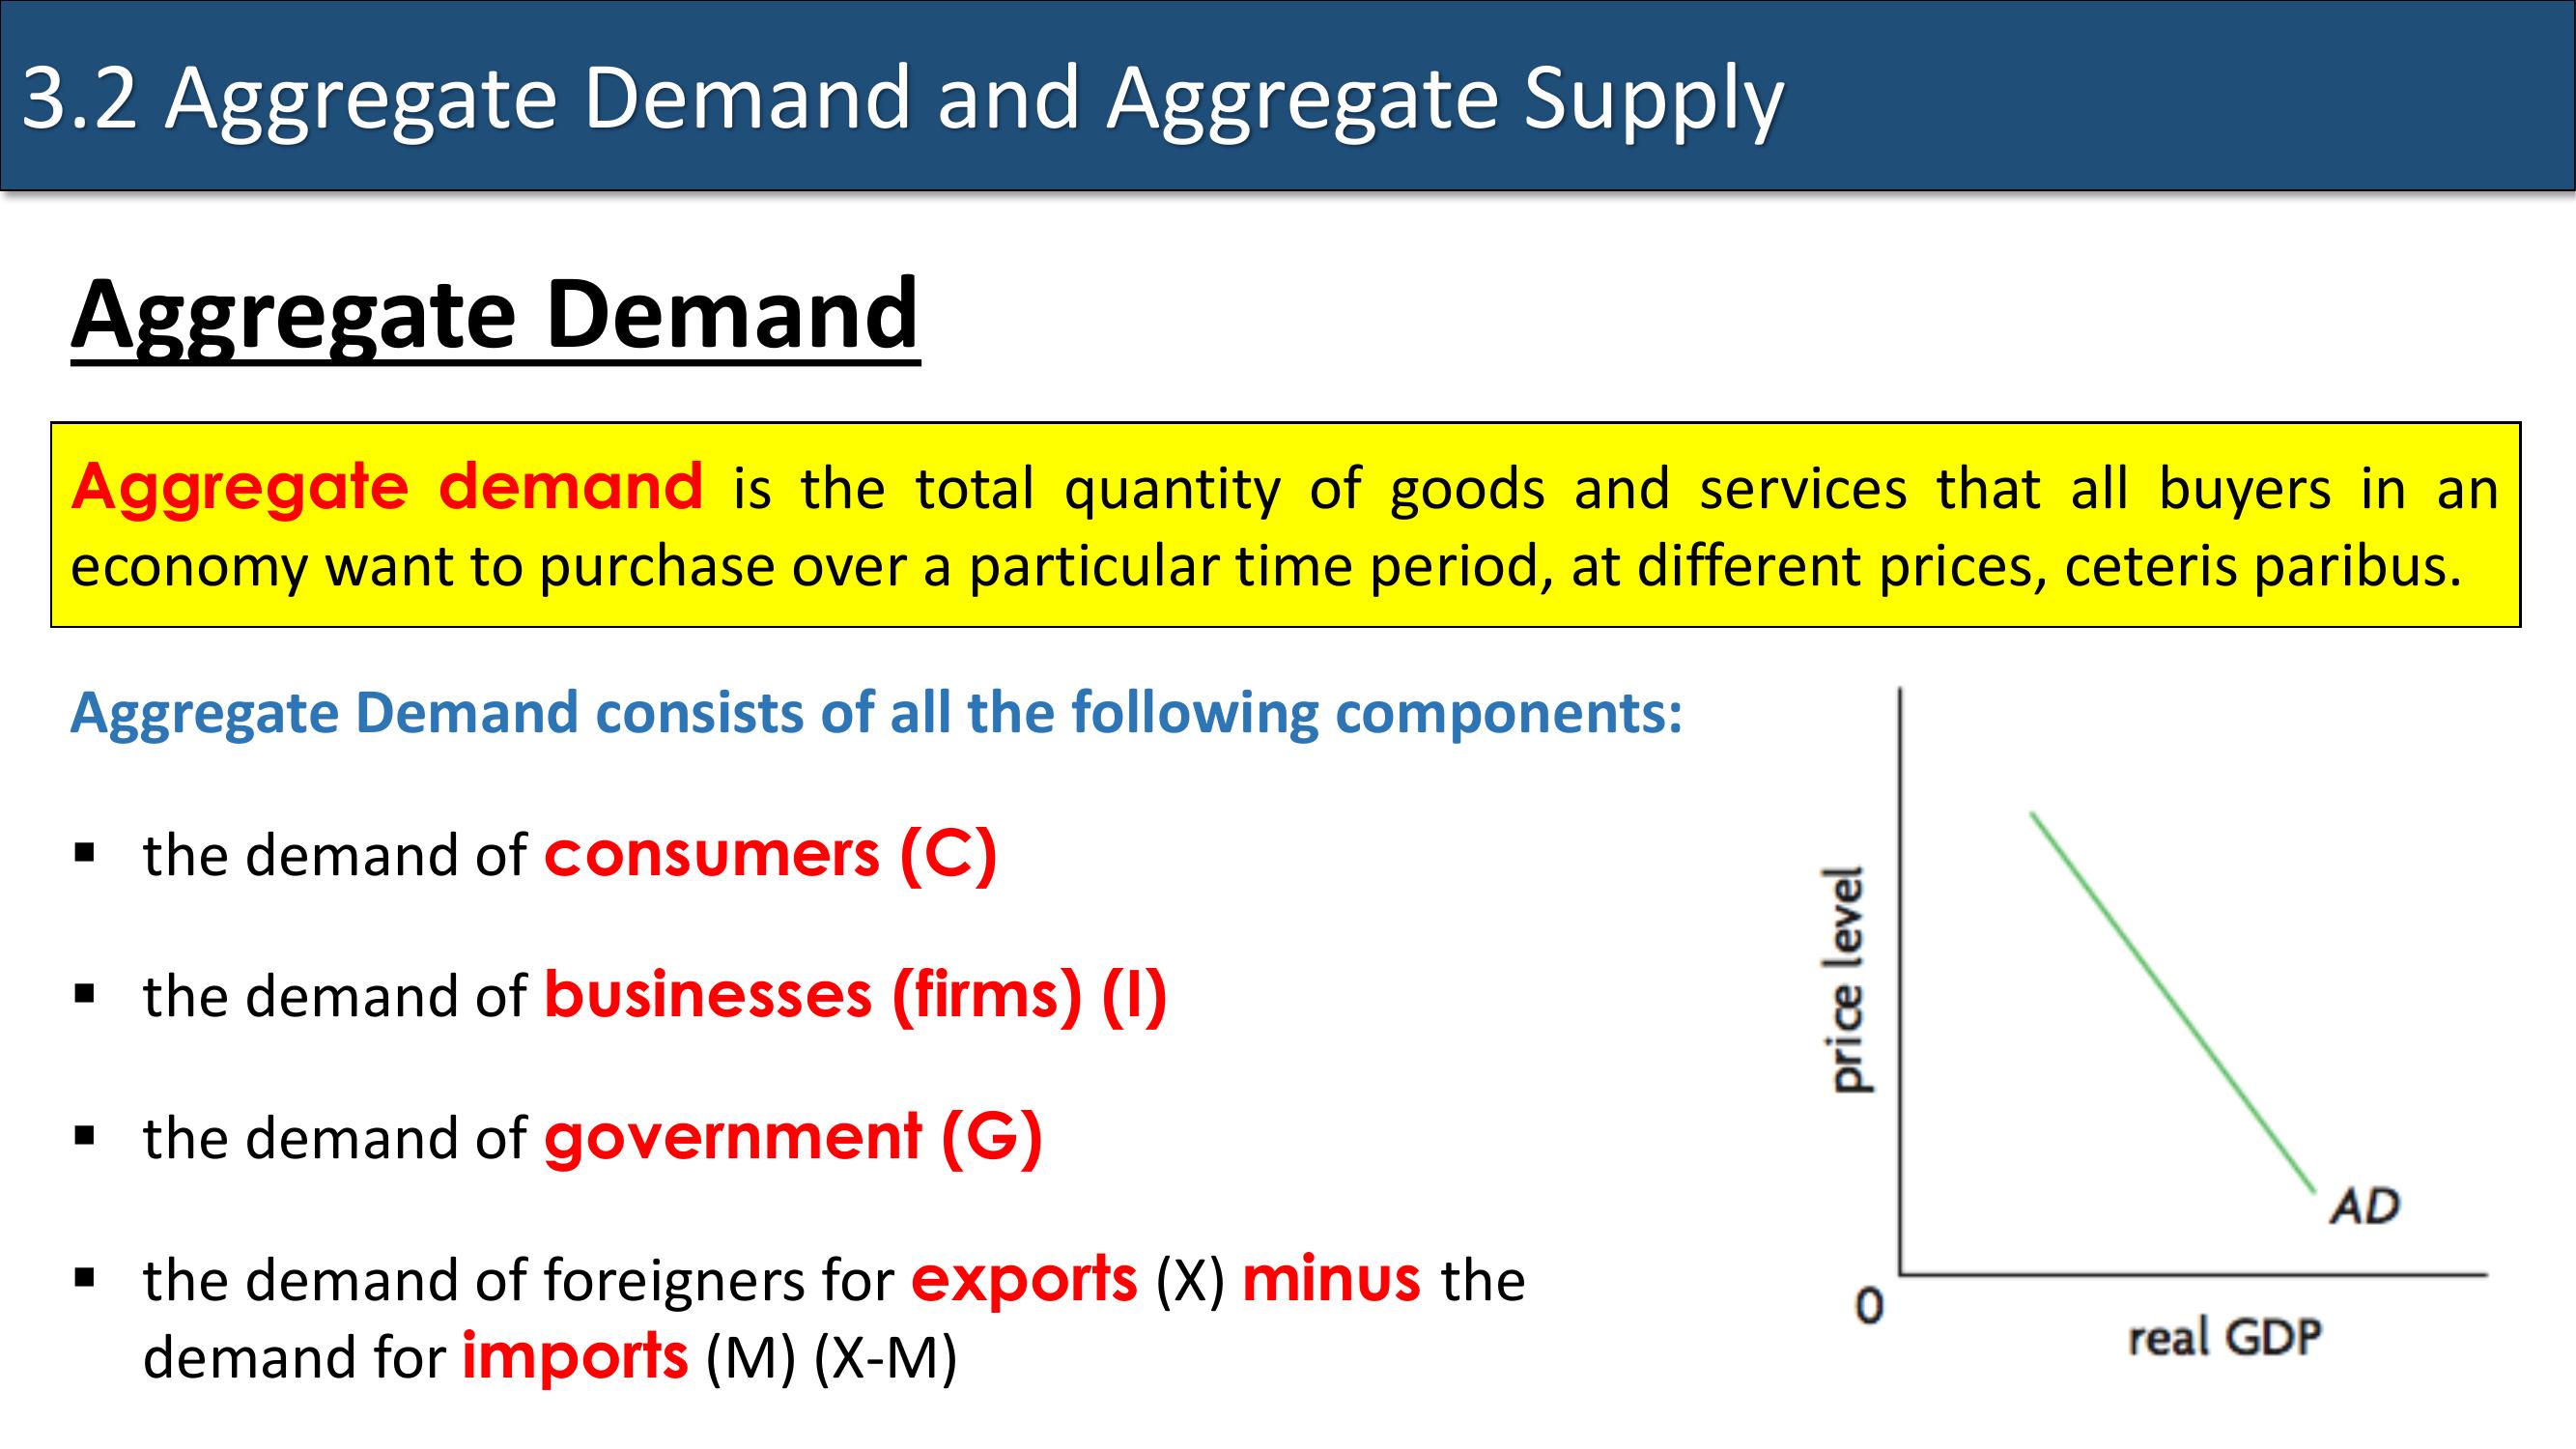 3.2 Aggregate Demand and Aggregate Supply
Aggregate Demand
Aggregate demand is the total quantity of goods and services that all buyers in an
economy want to purchase over a particular time period, at different prices, ceteris paribus.
Aggregate Demand consists of all the following components:
▪ the demand of consumers (C)
▪ the demand of businesses (firms) (I)
▪ the demand of government (G)
▪ the demand of foreigners for exports (X) minus the
demand for imports (M) (X-M)
price level
AD
0
real GDP